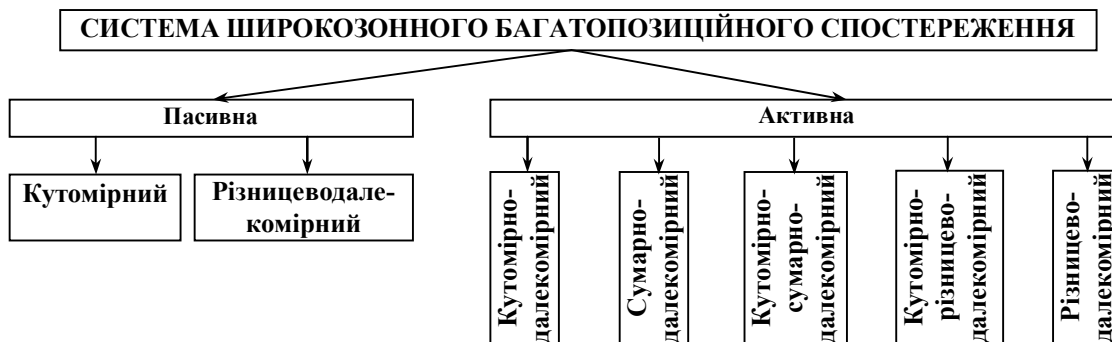 СИСТЕМА ШИРОКОЗОННОГО БАГАТОПОЗИЦІЙНОГО СПОСТЕРЕЖЕННЯ
Пасивна
Активна
Кутомірний
Різницеводале-
комірний
Кутомірно-
далекомірний
Сумарно-
далекомірний
Кутомірно-
сумарно-
далекомірний
Кутомірно-
різницево-
далекомірний
Різницево-
далекомірний